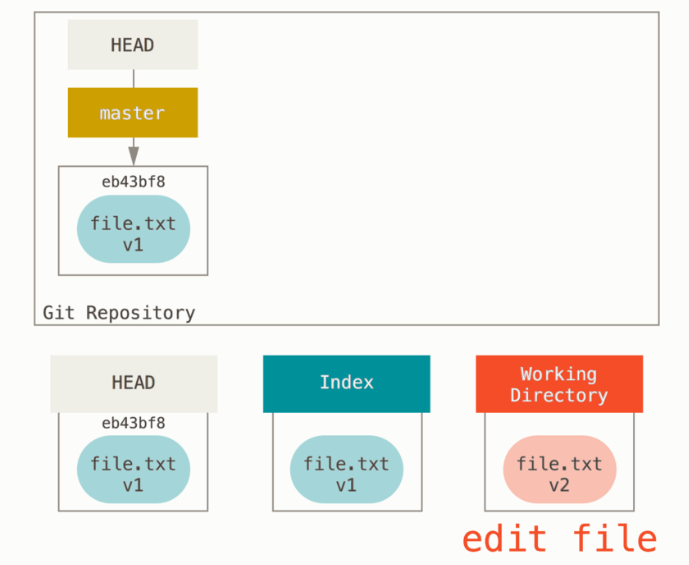 HEAD
master
eb43bf8
file.txt
v1
Git Repository
HEAD
Index
Working
Directory
eb43bf8
file.txt
v1
file.txt
v1
file.txt
v2
edit file